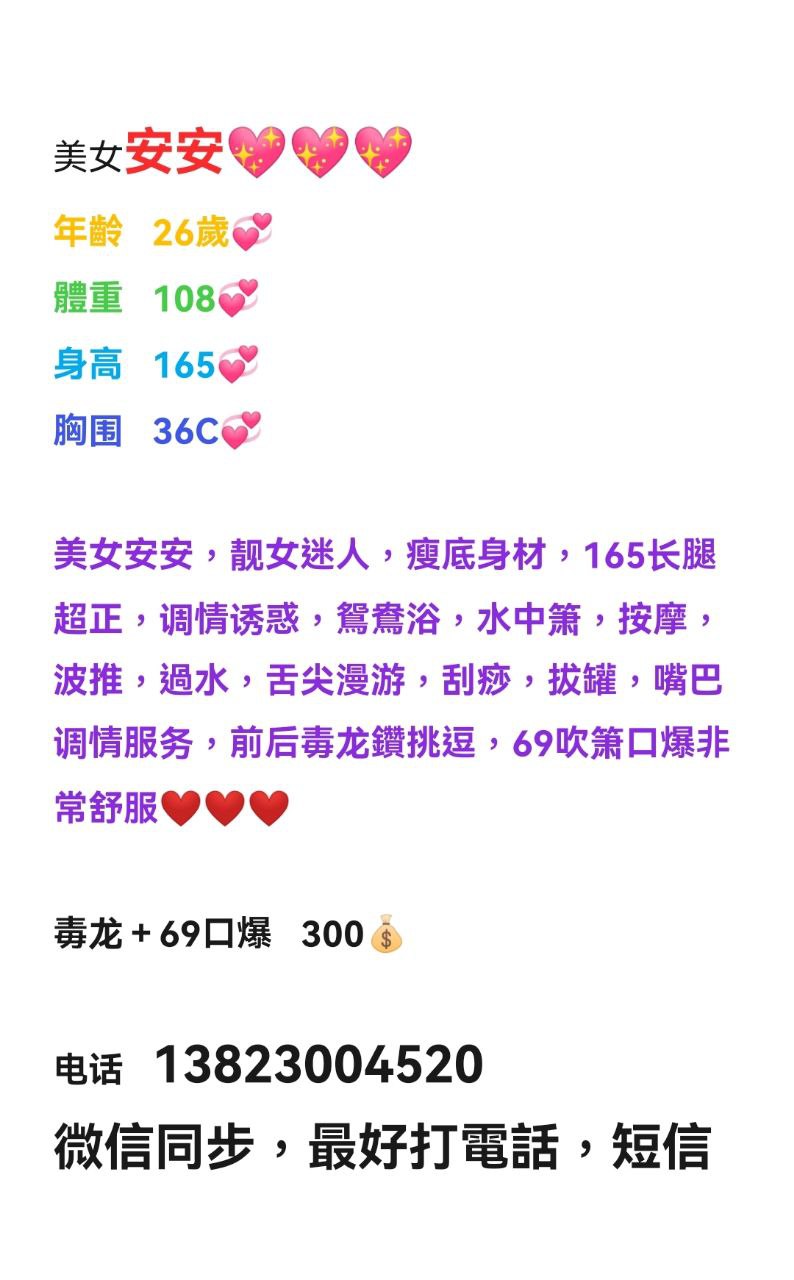 美女安安💖💖💖
年齡 26歲💞
體重 108💞
身高 165💞
胸围 36C💞
美女安安，靓女迷人，瘦底身材，165长腿
超正，调情诱惑，鴛鴦浴，水中箫，按摩，
波推，過水，舌尖漫游，刮痧，拔罐，嘴巴
调情服务，前后毒龙鑽挑逗，69吹箫口爆非
常舒服❤️❤️❤️
毒龙+69口爆 300💰
电话 13823004520
微信同步，最好打電話，短信